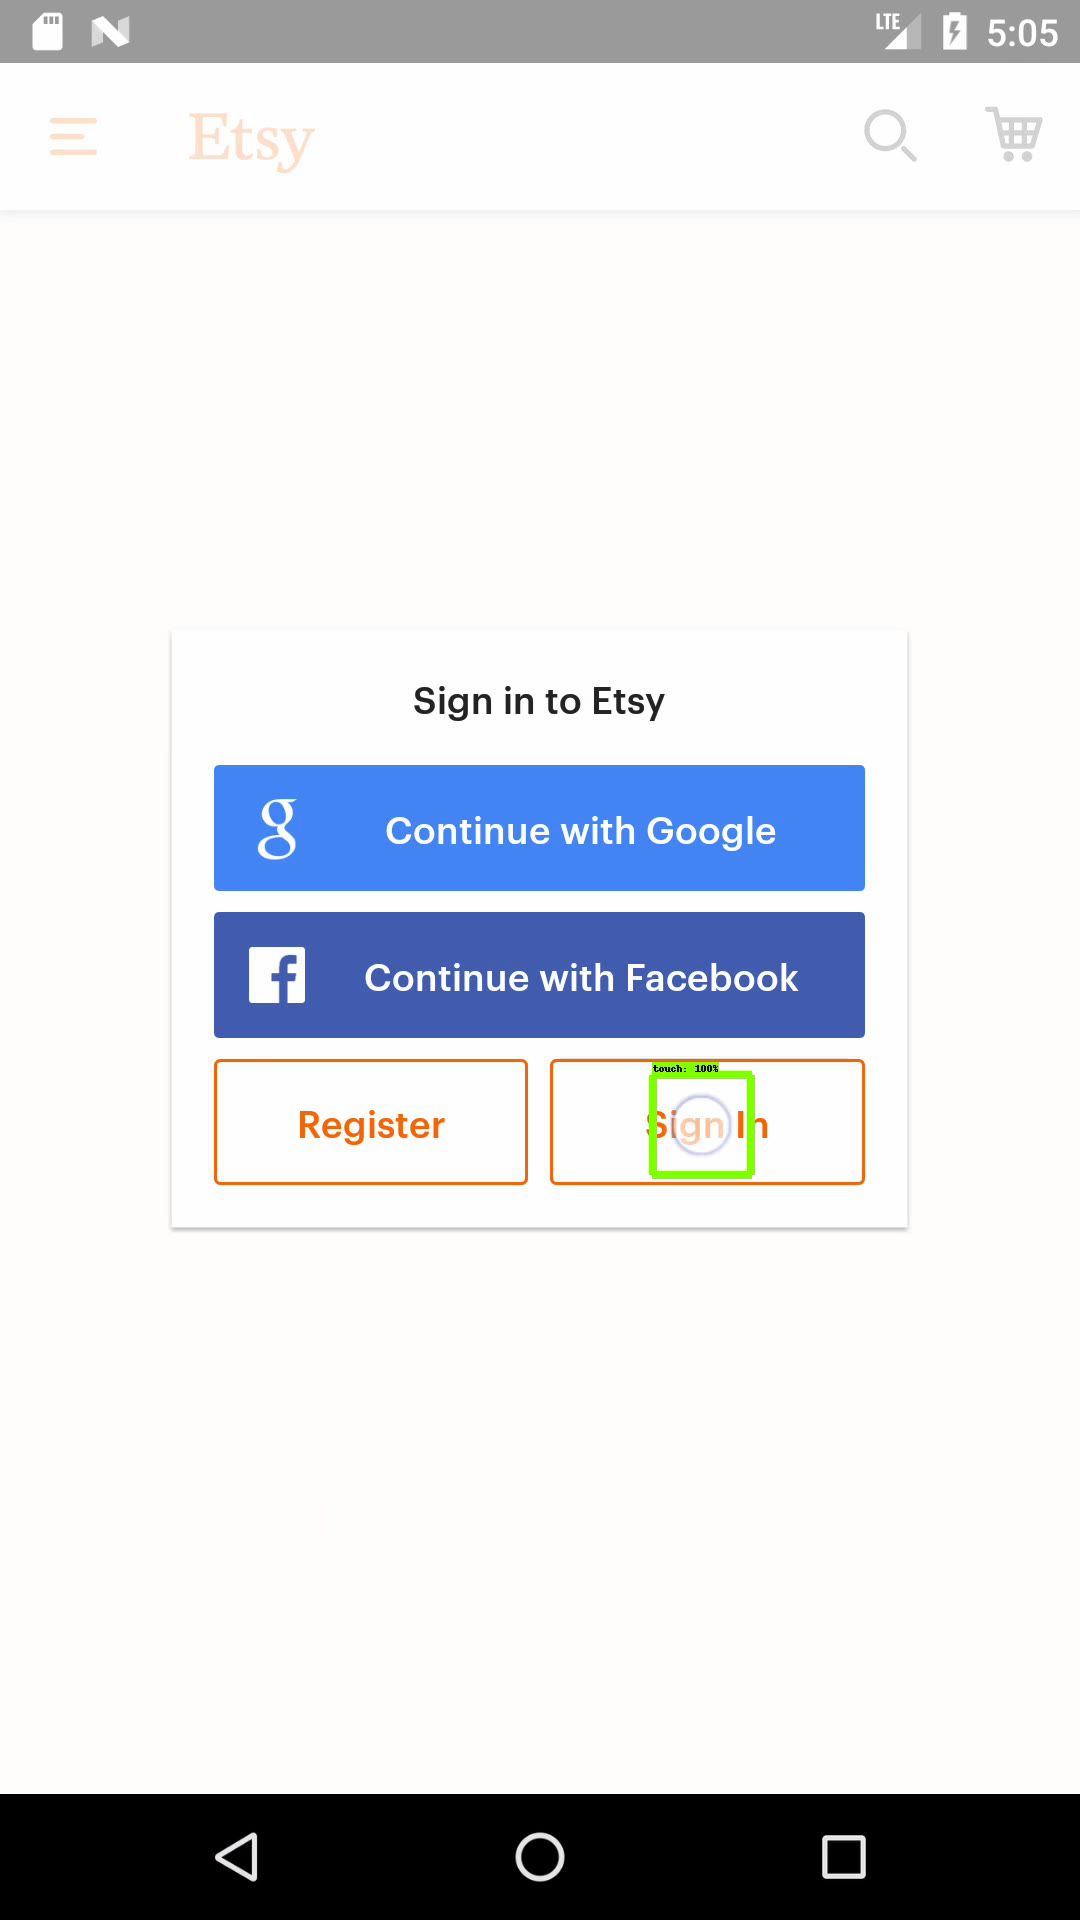 LTE 5:05
Etsy
Sign in to Etsy
g Continue with Google
f Continue with Facebook
touch: 100%
Register Sign In